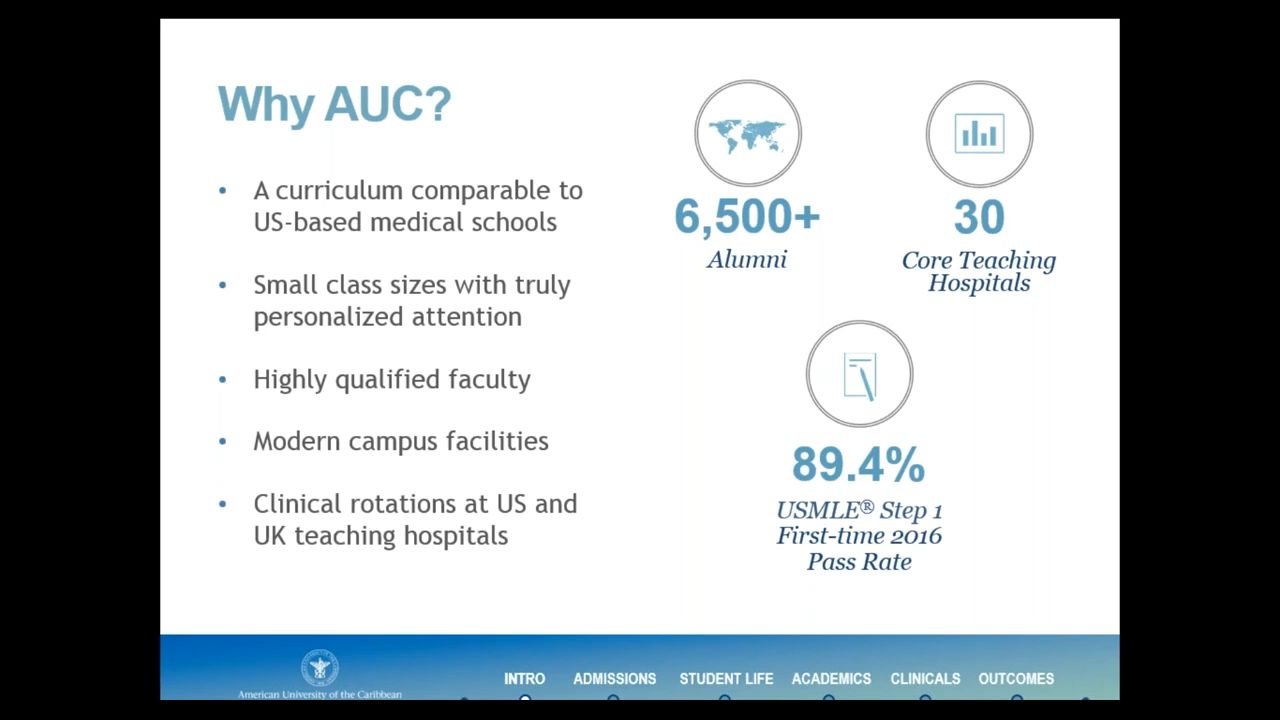 Why AUC?
• A curriculum comparable to
US-based medical schools
• Small class sizes with truly
personalized attention
• Highly qualified faculty
• Modern campus facilities
• Clinical rotations at US and
UK teaching hospitals
6,500+
Alumni
30
Core Teaching
Hospitals
89.4%
USMLE® Step 1
First-time 2016
Pass Rate
American University of the Caribbean
INTRO ADMISSIONS STUDENT LIFE ACADEMICS CLINICALS OUTCOMES